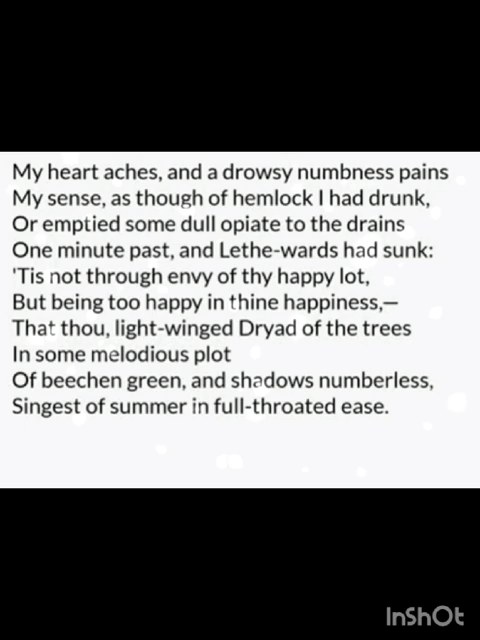 My heart aches, and a drowsy numbness pains
My sense, as though of hemlock I had drunk,
Or emptied some dull opiate to the drains
One minute past, and Lethe-wards had sunk:
'Tis not through envy of thy happy lot,
But being too happy in thine happiness,—
That thou, light-winged Dryad of the trees
In some melodious plot
Of beechen green, and shadows numberless,
Singest of summer in full-throated ease.
InShOt